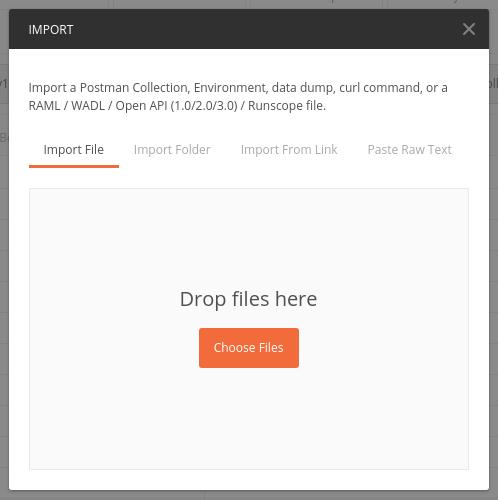 IMPORT
Import a Postman Collection, Environment, data dump, curl command, or a
RAML / WADL / Open API (1.0/2.0/3.0) / Runscope file.
Import File Import Folder Import From Link Paste Raw Text
Drop files here
Choose Files